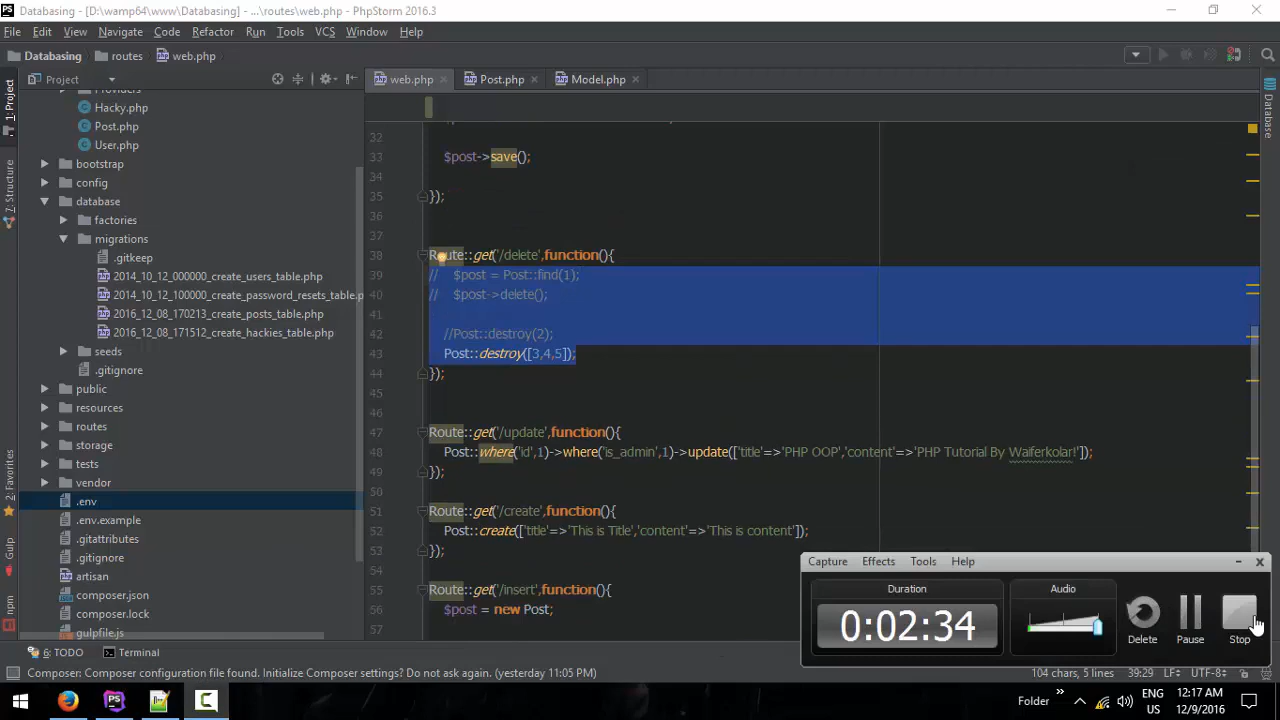 Databasing - [D:\wamp64\www\Databasing] - ...\routes\web.php - PhpStorm 2016.3
File Edit View Navigate Code Refactor Run Tools VCS Window Help
Databasing routes web.php
Project
web.php Post.php Model.php
1: Project
7: Structure
2: Favorites
Gulp
npm
Database
Providers
Hacky.php
Post.php
User.php
bootstrap
config
database
factories
migrations
.gitkeep
2014_10_12_000000_create_users_table.php
2014_10_12_100000_create_password_resets_table.p
2016_12_08_170213_create_posts_table.php
2016_12_08_171512_create_hackies_table.php
seeds
.gitignore
public
resources
routes
storage
tests
vendor
.env
.env.example
.gitattributes
.gitignore
artisan
composer.json
composer.lock
gulpfile.js
32
33 $post->save();
35 });
36
37
38 Route::get('/delete',function(){
39 // $post = Post::find(1);
40 // $post->delete();
41
42 //Post::destroy(2);
43 Post::destroy([3,4,5]);
44 });
45
46
47 Route::get('/update',function(){
48 Post::where('id',1)->where('is_admin',1)->update(['title'=>'PHP OOP','content'=>'PHP Tutorial By Waiferkolar!']);
49 });
50
51 Route::get('/create',function(){
52 Post::create(['title'=>'This is Title','content'=>'This is content']);
53 });
55 Route::get('/insert',function(){
56 $post = new Post;
57
Capture Effects Tools Help
Duration
0:02:34
Audio
Delete Pause Stop
6: TODO Terminal
Composer: Composer configuration file found. Initialize Composer settings? Do not ask again. (yesterday 11:05 PM)
104 chars, 5 lines 39:29 LF÷ UTF-8÷
Folder
ENG
US
12:17 AM
12/9/2016